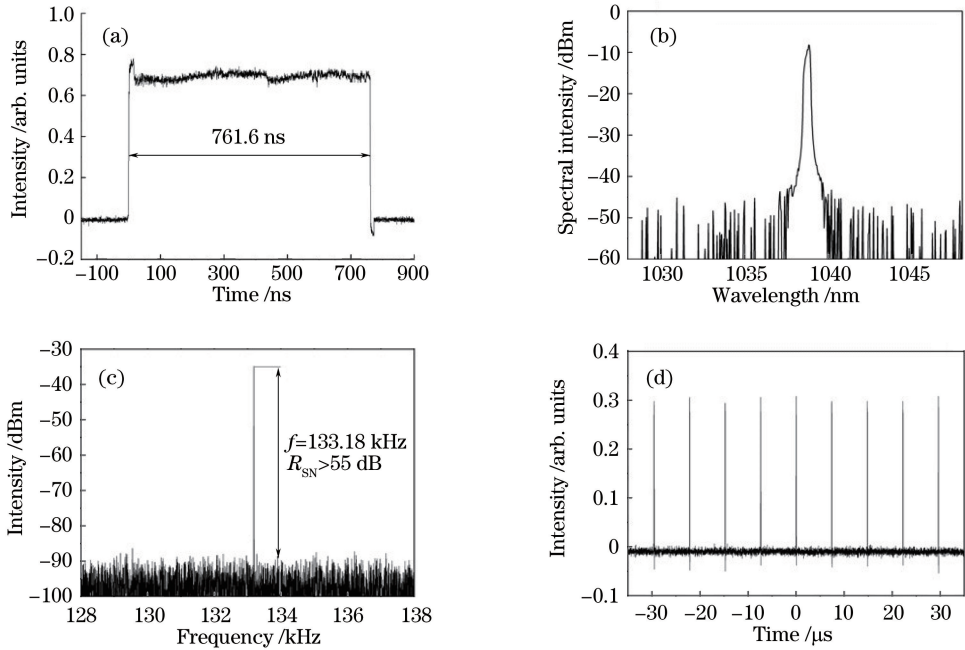 (a)
Intensity /arb. units
1.0
0.8
0.6
0.4
0.2
0
−0.2
761.6 ns
−100 100 300 500 700 900
Time /ns
(b)
Spectral intensity /dBm
0
−10
−20
−30
−40
−50
−60
1030 1035 1040 1045
Wavelength /nm
(c)
Intensity /dBm
−30
−40
−50
−60
−70
−80
−90
−100
f=133.18 kHz
R_SN>55 dB
128 130 132 134 136 138
Frequency /kHz
(d)
Intensity /arb. units
0.4
0.3
0.2
0.1
0
−0.1
−30 −20 −10 0 10 20 30
Time /μs